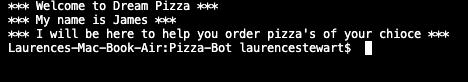 *** Welcome to Dream Pizza ***
*** My name is James ***
*** I will be here to help you order pizza's of your chioce ***
Laurences-Mac-Book-Air:Pizza-Bot laurencestewart$